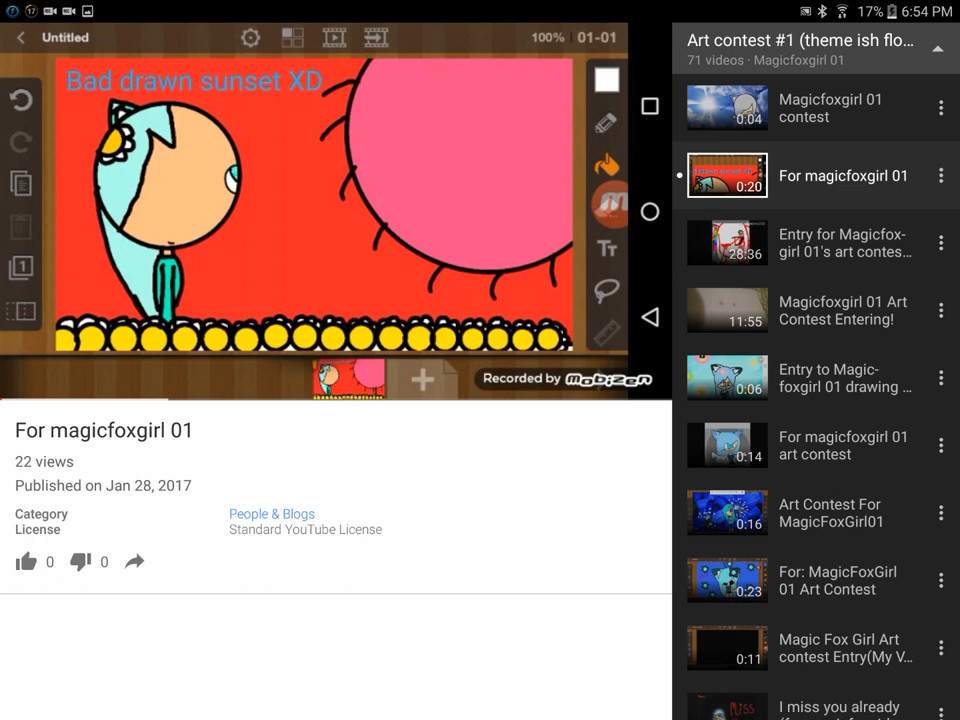 17% 6:54 PM
Untitled
100% 01-01
Bad drawn sunset XD
1
Tт
Recorded by mobizen
For magicfoxgirl 01
22 views
Published on Jan 28, 2017
Category People & Blogs
License Standard YouTube License
0 0
Art contest #1 (theme ish flo...
71 videos · Magicfoxgirl 01
Magicfoxgirl 01
contest
0:04
For magicfoxgirl 01
0:20
Entry for Magicfox-
girl 01's art contes...
28:36
Magicfoxgirl 01 Art
Contest Entering!
11:55
Entry to Magic-
foxgirl 01 drawing ...
0:06
For magicfoxgirl 01
art contest
0:14
Art Contest For
MagicFoxGirl01
0:16
For: MagicFoxGirl
01 Art Contest
0:23
Magic Fox Girl Art
contest Entry(My V...
0:11
I miss you already
MISS